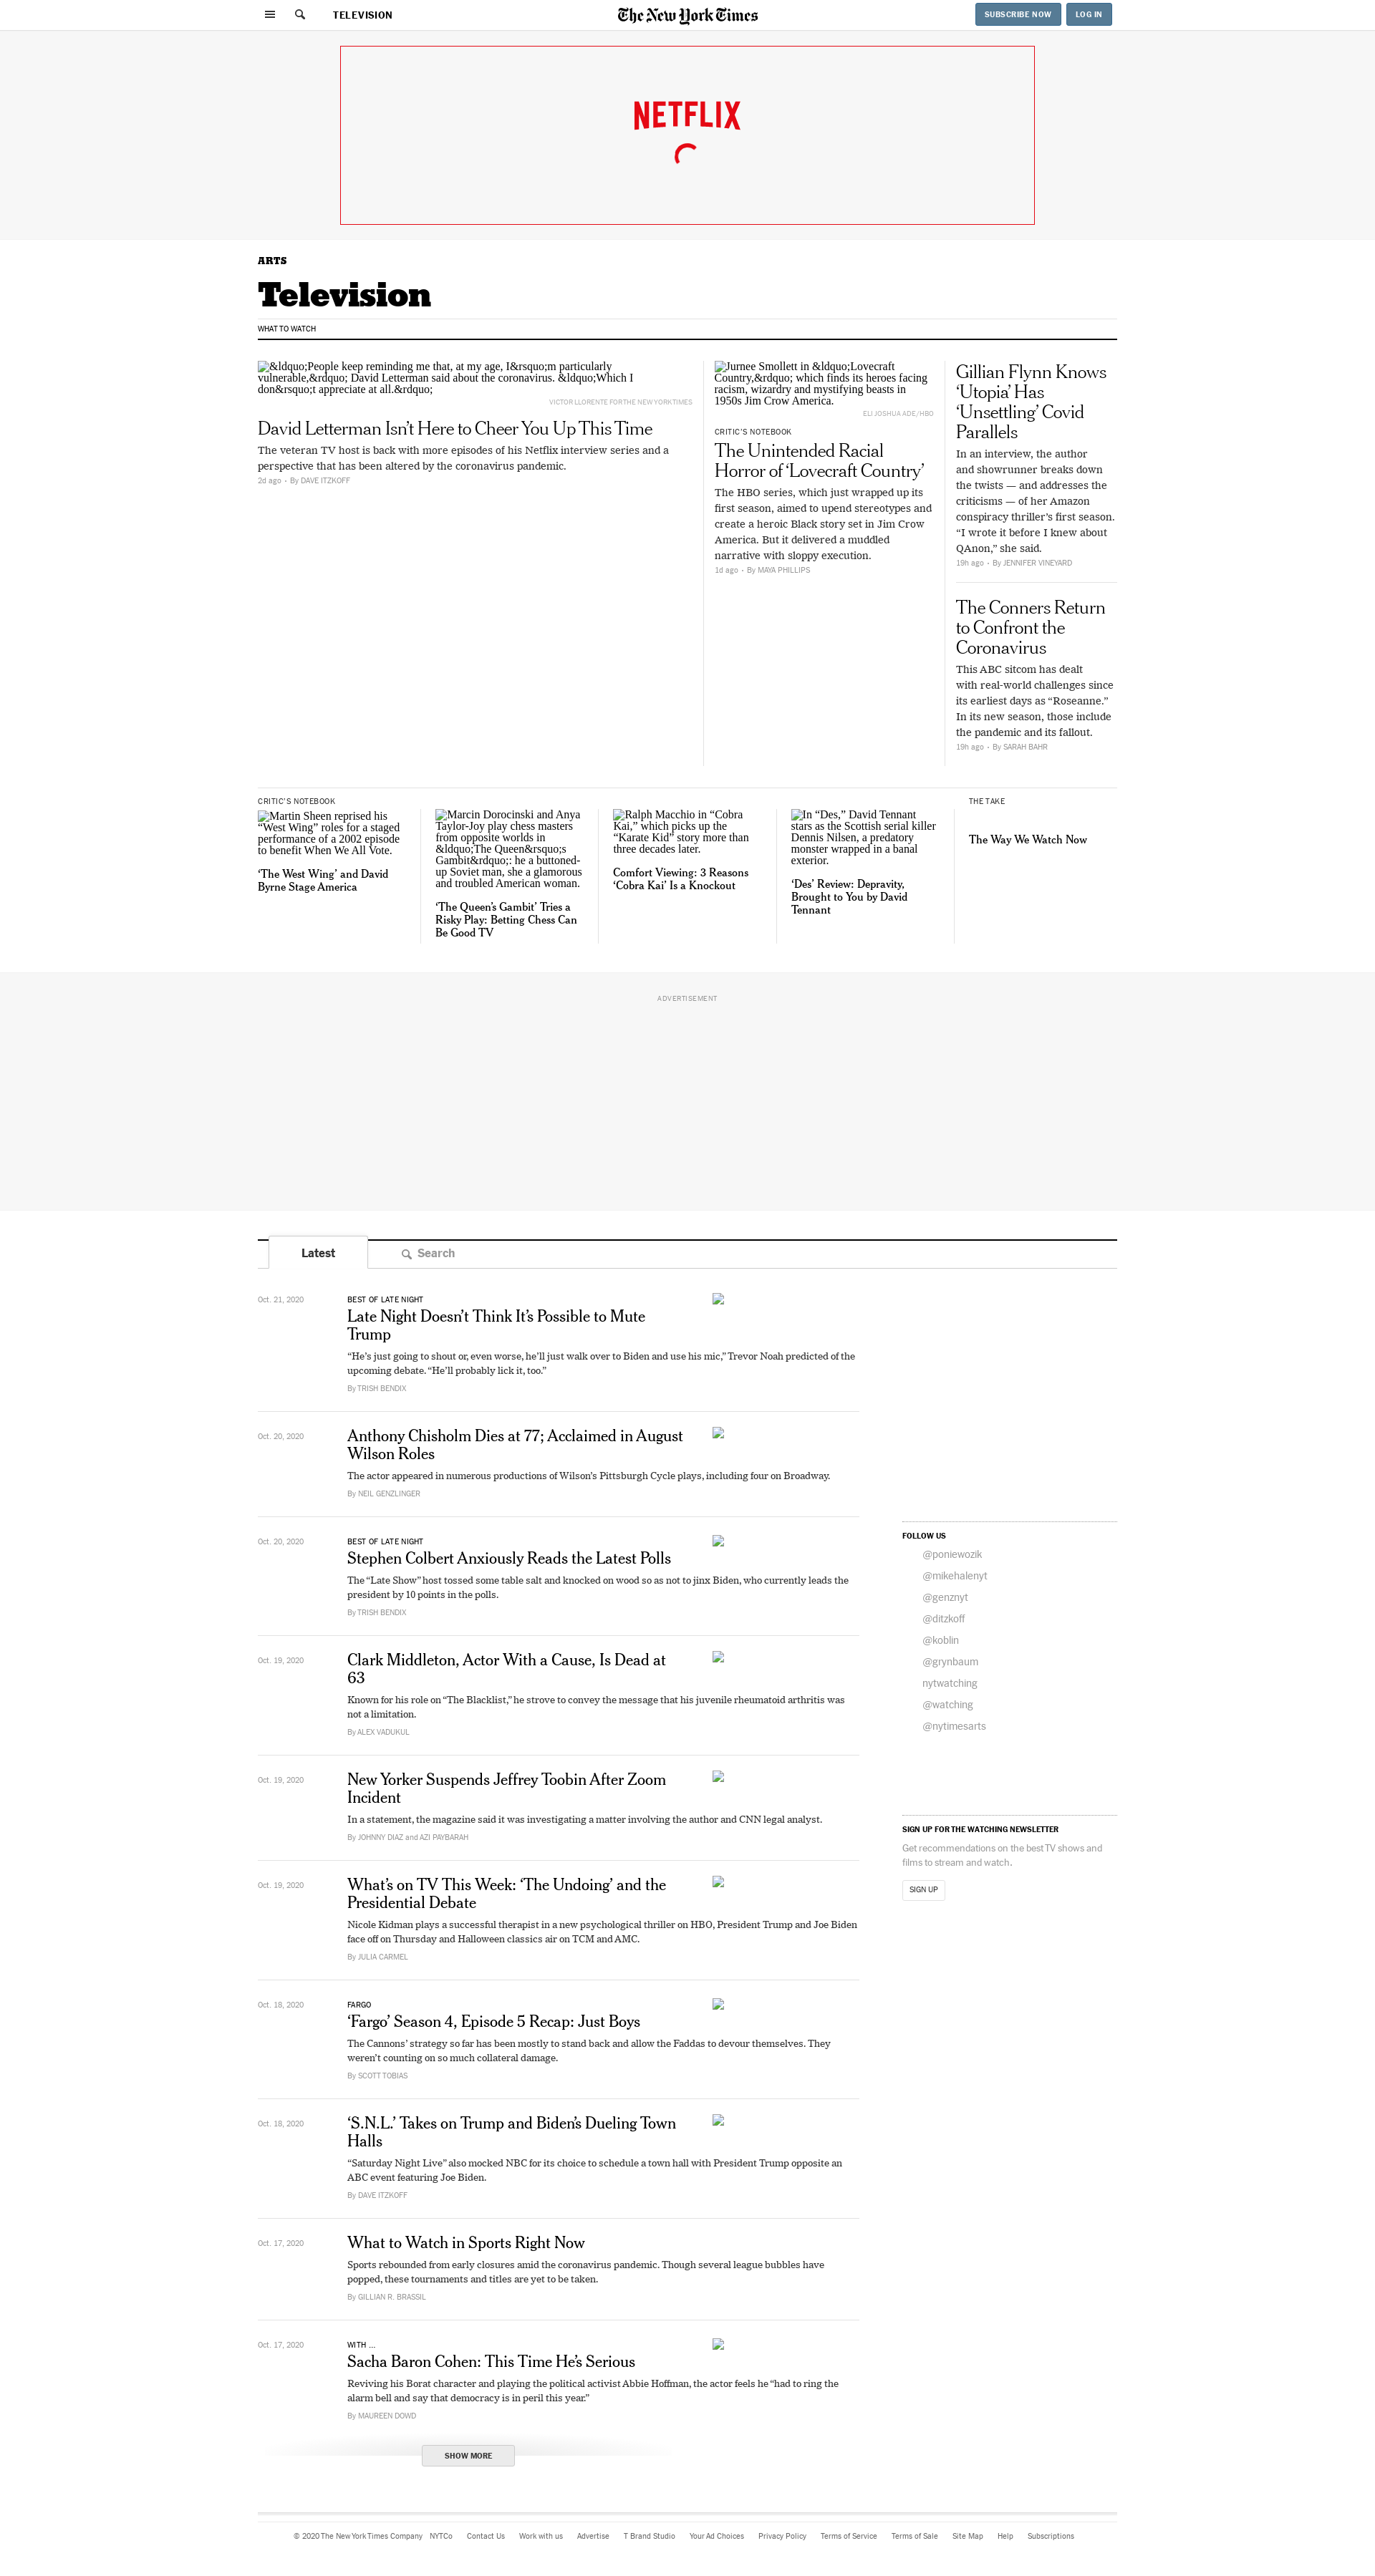 TELEVISION
The New York Times
SUBSCRIBE NOW
LOG IN
NETFLIX
ARTS
Television
WHAT TO WATCH
&ldquo;People keep reminding me that, at my age, I&rsquo;m particularly
vulnerable,&rdquo; David Letterman said about the coronavirus. &ldquo;Which I
don&rsquo;t appreciate at all.&rdquo;
VICTOR LLORENTE FOR THE NEW YORK TIMES
David Letterman Isn’t Here to Cheer You Up This Time
The veteran TV host is back with more episodes of his Netflix interview series and a
perspective that has been altered by the coronavirus pandemic.
2d ago • By DAVE ITZKOFF
Jurnee Smollett in &ldquo;Lovecraft
Country,&rdquo; which finds its heroes facing
racism, wizardry and mystifying beasts in
1950s Jim Crow America.
ELI JOSHUA ADE/HBO
CRITIC’S NOTEBOOK
The Unintended Racial
Horror of ‘Lovecraft Country’
The HBO series, which just wrapped up its
first season, aimed to upend stereotypes and
create a heroic Black story set in Jim Crow
America. But it delivered a muddled
narrative with sloppy execution.
1d ago • By MAYA PHILLIPS
Gillian Flynn Knows
‘Utopia’ Has
‘Unsettling’ Covid
Parallels
In an interview, the author
and showrunner breaks down
the twists — and addresses the
criticisms — of her Amazon
conspiracy thriller’s first season.
“I wrote it before I knew about
QAnon,” she said.
19h ago • By JENNIFER VINEYARD
The Conners Return
to Confront the
Coronavirus
This ABC sitcom has dealt
with real-world challenges since
its earliest days as “Roseanne.”
In its new season, those include
the pandemic and its fallout.
19h ago • By SARAH BAHR
CRITIC’S NOTEBOOK
Martin Sheen reprised his
“West Wing” roles for a staged
performance of a 2002 episode
to benefit When We All Vote.
‘The West Wing’ and David
Byrne Stage America
Marcin Dorocinski and Anya
Taylor-Joy play chess masters
from opposite worlds in
&ldquo;The Queen&rsquo;s
Gambit&rdquo;: he a buttoned-
up Soviet man, she a glamorous
and troubled American woman.
‘The Queen’s Gambit’ Tries a
Risky Play: Betting Chess Can
Be Good TV
Ralph Macchio in “Cobra
Kai,” which picks up the
“Karate Kid” story more than
three decades later.
Comfort Viewing: 3 Reasons
‘Cobra Kai’ Is a Knockout
In “Des,” David Tennant
stars as the Scottish serial killer
Dennis Nilsen, a predatory
monster wrapped in a banal
exterior.
‘Des’ Review: Depravity,
Brought to You by David
Tennant
THE TAKE
The Way We Watch Now
ADVERTISEMENT
Latest
Search
Oct. 21, 2020
BEST OF LATE NIGHT
Late Night Doesn’t Think It’s Possible to Mute
Trump
“He’s just going to shout or, even worse, he’ll just walk over to Biden and use his mic,” Trevor Noah predicted of the
upcoming debate. “He’ll probably lick it, too.”
By TRISH BENDIX
Oct. 20, 2020
Anthony Chisholm Dies at 77; Acclaimed in August
Wilson Roles
The actor appeared in numerous productions of Wilson’s Pittsburgh Cycle plays, including four on Broadway.
By NEIL GENZLINGER
Oct. 20, 2020
BEST OF LATE NIGHT
Stephen Colbert Anxiously Reads the Latest Polls
The “Late Show” host tossed some table salt and knocked on wood so as not to jinx Biden, who currently leads the
president by 10 points in the polls.
By TRISH BENDIX
Oct. 19, 2020
Clark Middleton, Actor With a Cause, Is Dead at
63
Known for his role on “The Blacklist,” he strove to convey the message that his juvenile rheumatoid arthritis was
not a limitation.
By ALEX VADUKUL
Oct. 19, 2020
New Yorker Suspends Jeffrey Toobin After Zoom
Incident
In a statement, the magazine said it was investigating a matter involving the author and CNN legal analyst.
By JOHNNY DIAZ and AZI PAYBARAH
Oct. 19, 2020
What’s on TV This Week: ‘The Undoing’ and the
Presidential Debate
Nicole Kidman plays a successful therapist in a new psychological thriller on HBO, President Trump and Joe Biden
face off on Thursday and Halloween classics air on TCM and AMC.
By JULIA CARMEL
Oct. 18, 2020
FARGO
‘Fargo’ Season 4, Episode 5 Recap: Just Boys
The Cannons’ strategy so far has been mostly to stand back and allow the Faddas to devour themselves. They
weren’t counting on so much collateral damage.
By SCOTT TOBIAS
Oct. 18, 2020
‘S.N.L.’ Takes on Trump and Biden’s Dueling Town
Halls
“Saturday Night Live” also mocked NBC for its choice to schedule a town hall with President Trump opposite an
ABC event featuring Joe Biden.
By DAVE ITZKOFF
Oct. 17, 2020
What to Watch in Sports Right Now
Sports rebounded from early closures amid the coronavirus pandemic. Though several league bubbles have
popped, these tournaments and titles are yet to be taken.
By GILLIAN R. BRASSIL
Oct. 17, 2020
WITH ...
Sacha Baron Cohen: This Time He’s Serious
Reviving his Borat character and playing the political activist Abbie Hoffman, the actor feels he “had to ring the
alarm bell and say that democracy is in peril this year.”
By MAUREEN DOWD
SHOW MORE
FOLLOW US
@poniewozik
@mikehalenyt
@genznyt
@ditzkoff
@koblin
@grynbaum
nytwatching
@watching
@nytimesarts
SIGN UP FOR THE WATCHING NEWSLETTER
Get recommendations on the best TV shows and
films to stream and watch.
SIGN UP
© 2020 The New York Times Company NYTCo Contact Us Work with us Advertise T Brand Studio Your Ad Choices Privacy Policy Terms of Service Terms of Sale Site Map Help Subscriptions